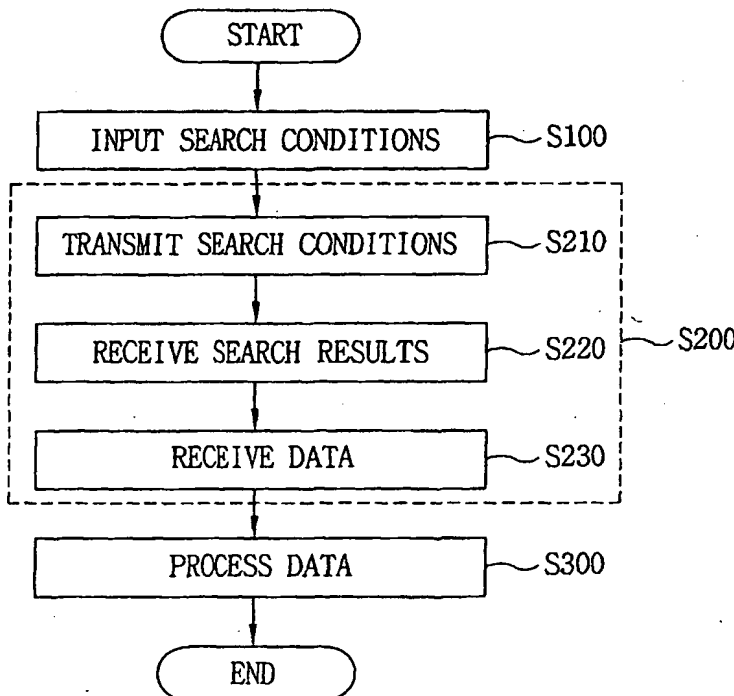 START
INPUT SEARCH CONDITIONS
S100
TRANSMIT SEARCH CONDITIONS
S210
RECEIVE SEARCH RESULTS
S220
S200
RECEIVE DATA
S230
PROCESS DATA
S300
END